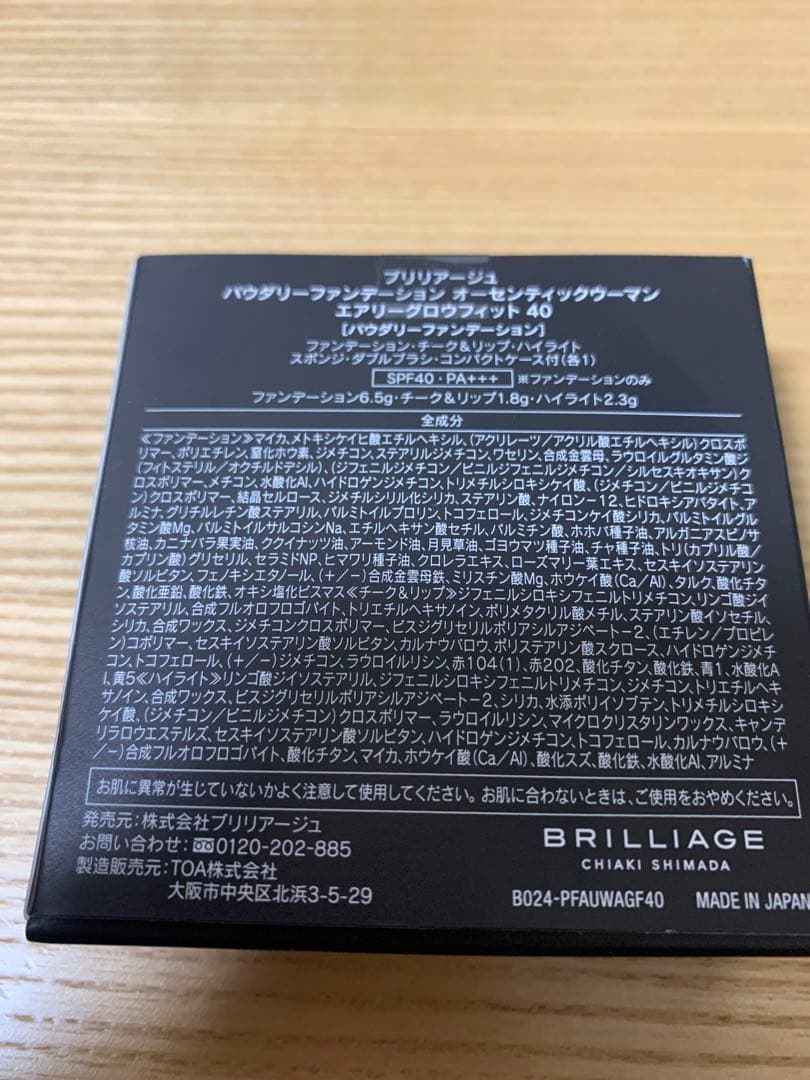 ブリリアージュ
パウダリーファンデーション オーセンティックウーマン
エアリーグロウフィット 40
[パウダリーファンデーション]
ファンデーション・チーク&リップ・ハイライト
スポンジ・ダブルブラシ・コンパクトケース付(各1)
SPF40・PA+++ ※ファンデーションのみ
ファンデーション6.5g・チーク&リップ1.8g・ハイライト2.3g
全成分
≪ファンデーション≫マイカ、メトキシケイヒ酸エチルヘキシル、(アクリレーツ/アクリル酸エチルヘキシル)クロスポ
リマー、ポリエチレン、窒化ホウ素、ジメチコン、ステアリルジメチコン、ワセリン、合成金雲母、ラウロイルグルタミン酸ジ
(フィトステリル/オクチルドデシル)、(ジフェニルジメチコン/ビニルジフェニルジメチコン/シルセスキオキサン)ク
ロスポリマー、メチコン、水酸化Al、ハイドロゲンジメチコン、トリメチルシロキシケイ酸、(ジメチコン/ビニルジメチコ
ン)クロスポリマー、結晶セルロース、ジメチルシリル化シリカ、ステアリン酸、ナイロン-12、ヒドロキシアパタイト、アル
ミナ、グリチルレチン酸ステアリル、パルミトイルプロリン、トコフェロール、ジメチコンケイ酸シリカ、パルミトイルグル
タミン酸Mg、パルミトイルサルコシンNa、エチルヘキサン酸セチル、パルミチン酸、ホホバ種子油、アルガニアスピノサ
核油、カニナバラ果実油、ククイナッツ油、アーモンド油、月見草油、ゴヨウマツ種子油、チャ種子油、トリ(カプリル酸/
カプリン酸)グリセリル、セラミドNP、ヒマワリ種子油、クロレラエキス、ローズマリー葉エキス、セスキイソステアリン
酸ソルビタン、フェノキシエタノール、(+/-)合成金雲母鉄、ミリスチン酸Mg、ホウケイ酸(Ca/Al)、タルク、酸化チタ
ン、酸化亜鉛、酸化鉄、オキシ塩化ビスマス≪チーク&リップ≫ジフェニルシロキシフェニルトリメチコン、リンゴ酸ジイ
ソステアリル、合成フルオロフロゴパイト、トリエチルヘキサノイン、ポリメタクリル酸メチル、ステアリン酸イソセチル、
シリカ、合成ワックス、ジメチコンクロスポリマー、ビスジグリセリルポリアシルアジペート-2、(エチレン/プロピレ
ン)コポリマー、セスキイソステアリン酸ソルビタン、カルナウバロウ、ポリステアリン酸スクロース、ハイドロゲンジメチ
コン、トコフェロール、(+/-)ジメチコン、ラウロイルリシン、赤104(1)、赤202、酸化チタン、酸化鉄、青1、水酸化A
l、黄5≪ハイライト≫リンゴ酸ジイソステアリル、ジフェニルシロキシフェニルトリメチコン、ジメチコン、トリエチルヘキ
サノイン、合成ワックス、ビスジグリセリルポリアシルアジペート-2、シリカ、水添ポリイソブテン、トリメチルシロキシ
ケイ酸、(ジメチコン/ビニルジメチコン)クロスポリマー、ラウロイルリシン、マイクロクリスタリンワックス、キャンデ
リラロウエステルズ、セスキイソステアリン酸ソルビタン、ハイドロゲンジメチコン、トコフェロール、カルナウバロウ、(+
/-)合成フルオロフロゴパイト、酸化チタン、マイカ、ホウケイ酸(Ca/Al)、酸化スズ、酸化鉄、水酸化Al、アルミナ
お肌に異常が生じていないかよく注意して使用してください。お肌に合わないときは、ご使用をおやめください。
発売元:株式会社ブリリアージュ
お問い合わせ:0120-202-885
製造販売元:TOA株式会社
大阪市中央区北浜3-5-29
BRILLIAGE
CHIAKI SHIMADA
B024-PFAUWAGF40 MADE IN JAPAN